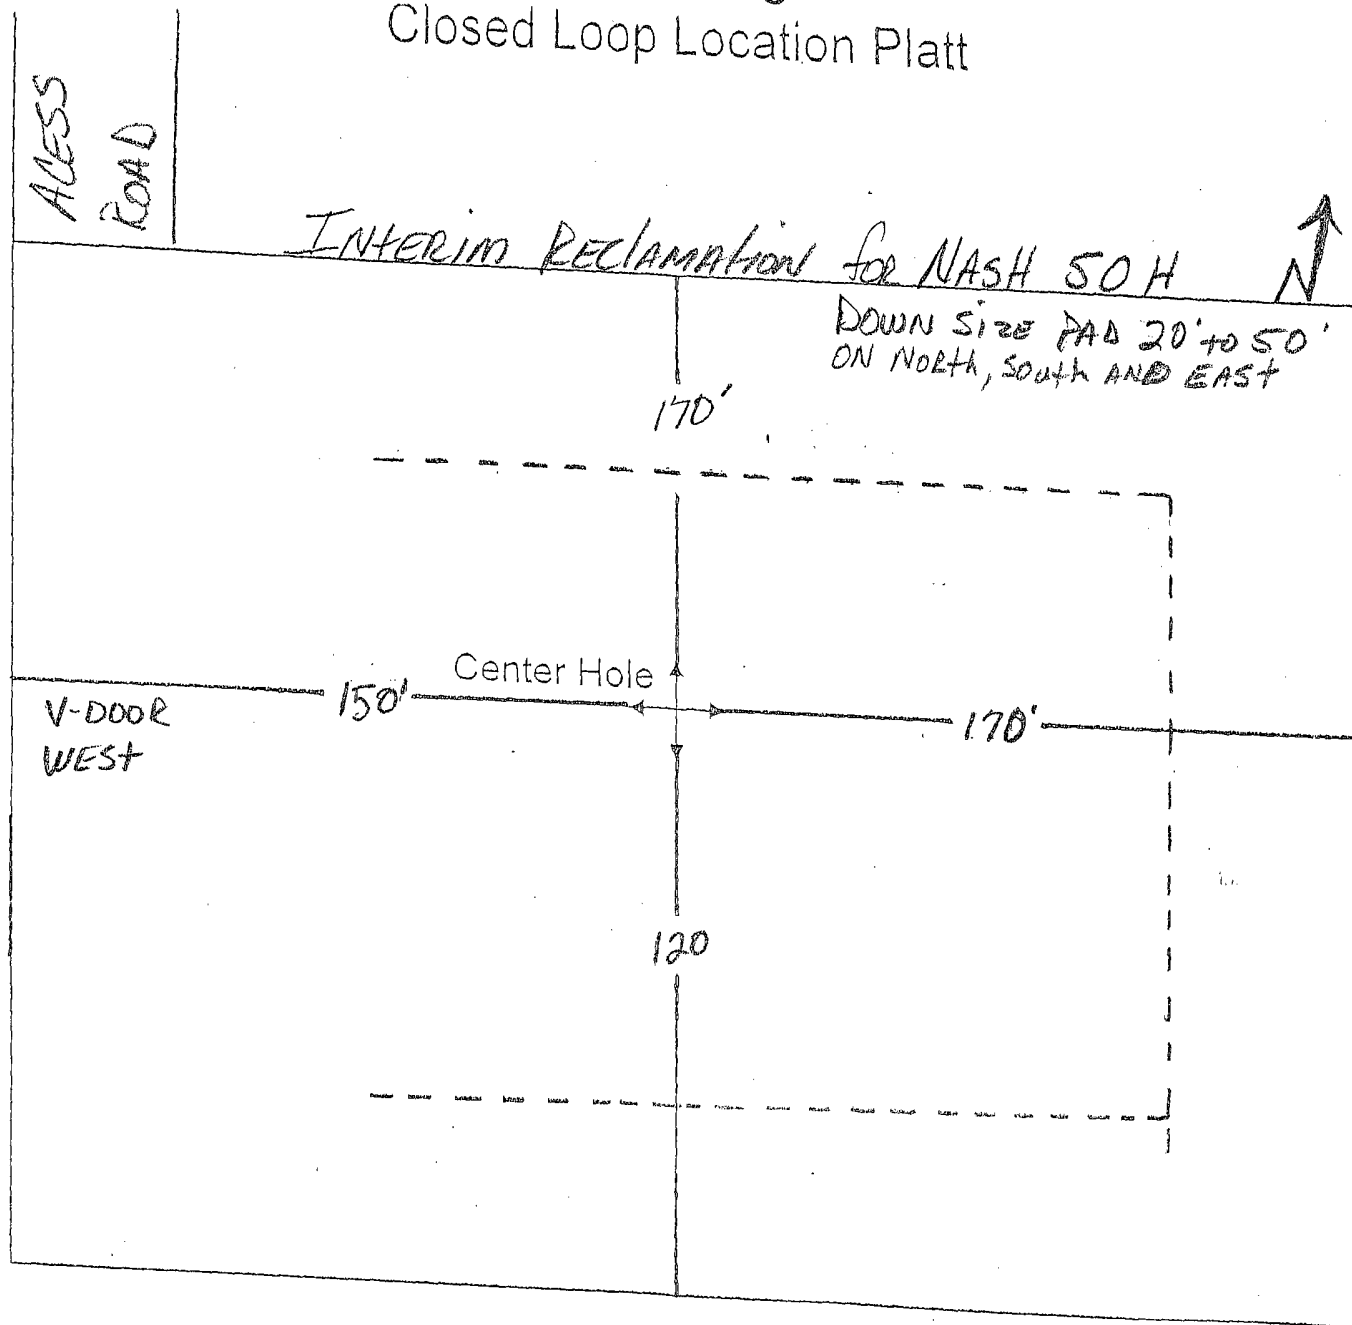 Closed Loop Location Platt
ACESS
ROAD
INtERIm REClAMAtion for NASH 50 H
N
DOWN SizE PAD 20' to 50'
ON NORth, South AND EASt
170'
Center Hole
150'
170'
V-DOOR
WESt
120